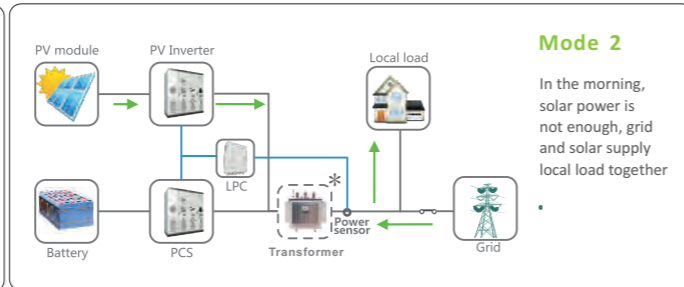 PV module
PV Inverter
Local load
Mode 2
In the morning,
solar power is
not enough, grid
and solar supply
local load together
LPC
*
Battery
PCS
Transformer
Power
sensor
Grid